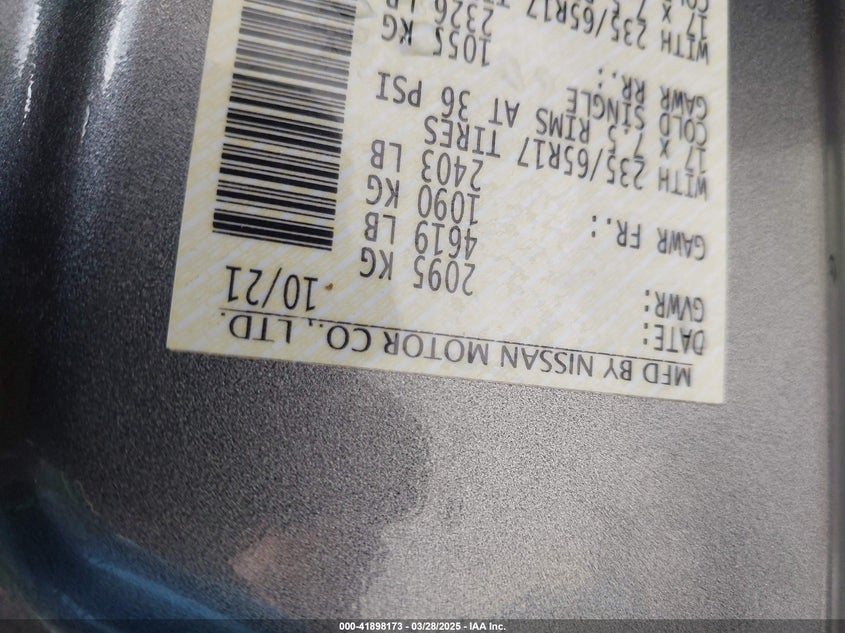 MFD BY NISSAN MOTOR CO., LTD.
DATE: 10/21
GVWR: 2095 KG
4619 LB
GAWR FR.: 1090 KG
2403 LB
WITH 235/65R17 TIRES
17 x 7.5 RIMS AT 36 PSI
COLD SINGLE
GAWR RR.: 1055 KG
2326 LB
WITH 235/65R17
17 x
COLD
000-41898173 - 03/28/2025 - IAA Inc.